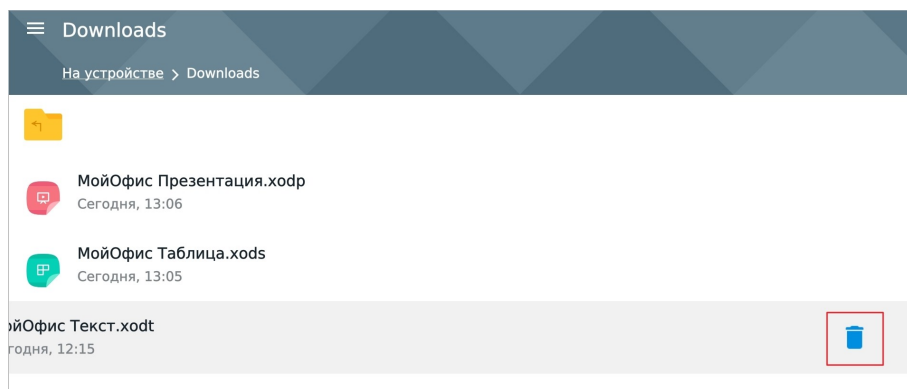 Downloads
На устройстве > Downloads
МойОфис Презентация.xodp
Сегодня, 13:06
МойОфис Таблица.xods
Сегодня, 13:05
ойОфис Текст.xodt
годня, 12:15